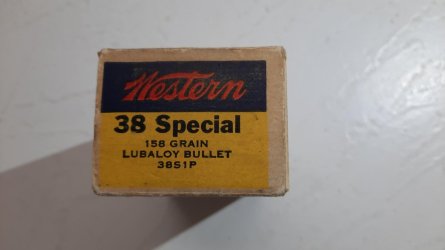 Western
38 Special
158 GRAIN
LUBALOY BULLET
38S1P